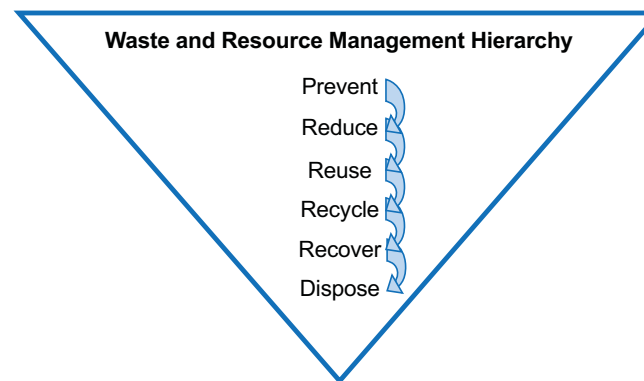 Waste and Resource Management Hierarchy
Prevent
Reduce
Reuse
Recycle
Recover
Dispose